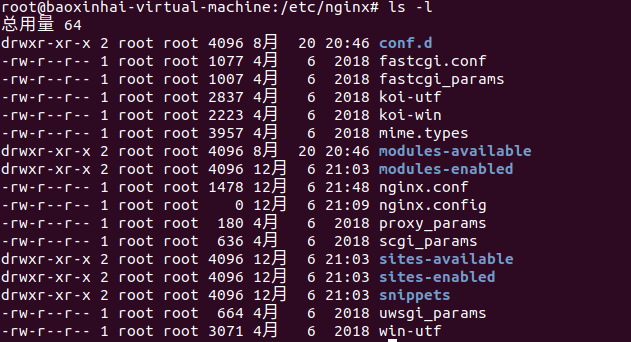 root@baoxinhai-virtual-machine:/etc/nginx# ls -l
总用量 64
drwxr-xr-x 2 root root 4096 8月  20 20:46 conf.d
-rw-r--r-- 1 root root 1077 4月   6  2018 fastcgi.conf
-rw-r--r-- 1 root root 1007 4月   6  2018 fastcgi_params
-rw-r--r-- 1 root root 2837 4月   6  2018 koi-utf
-rw-r--r-- 1 root root 2223 4月   6  2018 koi-win
-rw-r--r-- 1 root root 3957 4月   6  2018 mime.types
drwxr-xr-x 2 root root 4096 8月  20 20:46 modules-available
drwxr-xr-x 2 root root 4096 12月  6 21:03 modules-enabled
-rw-r--r-- 1 root root 1478 12月  6 21:48 nginx.conf
-rw-r--r-- 1 root root    0 12月  6 21:09 nginx.config
-rw-r--r-- 1 root root  180 4月   6  2018 proxy_params
-rw-r--r-- 1 root root  636 4月   6  2018 scgi_params
drwxr-xr-x 2 root root 4096 12月  6 21:03 sites-available
drwxr-xr-x 2 root root 4096 12月  6 21:03 sites-enabled
drwxr-xr-x 2 root root 4096 12月  6 21:03 snippets
-rw-r--r-- 1 root root  664 4月   6  2018 uwsgi_params
-rw-r--r-- 1 root root 3071 4月   6  2018 win-utf